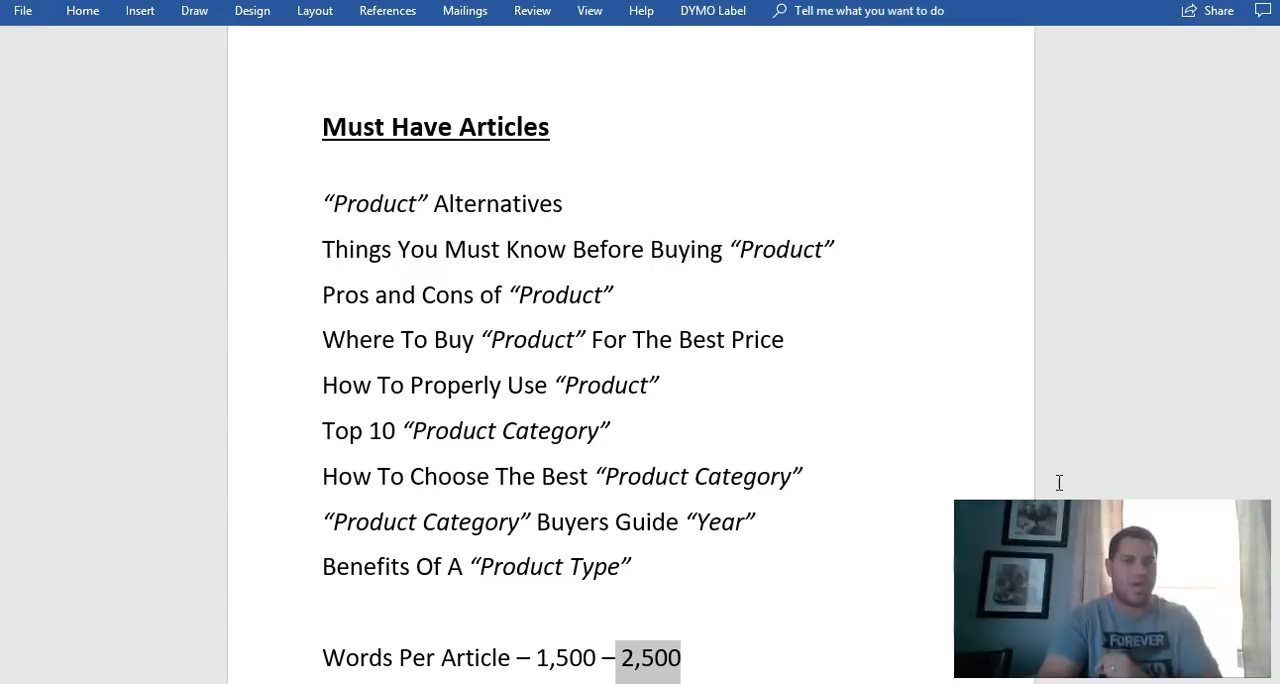 File Home Insert Draw Design Layout References Mailings Review View Help DYMO Label Tell me what you want to do Share
Must Have Articles
“Product” Alternatives
Things You Must Know Before Buying “Product”
Pros and Cons of “Product”
Where To Buy “Product” For The Best Price
How To Properly Use “Product”
Top 10 “Product Category”
How To Choose The Best “Product Category”
“Product Category” Buyers Guide “Year”
Benefits Of A “Product Type”
Words Per Article – 1,500 – 2,500
FOREVER